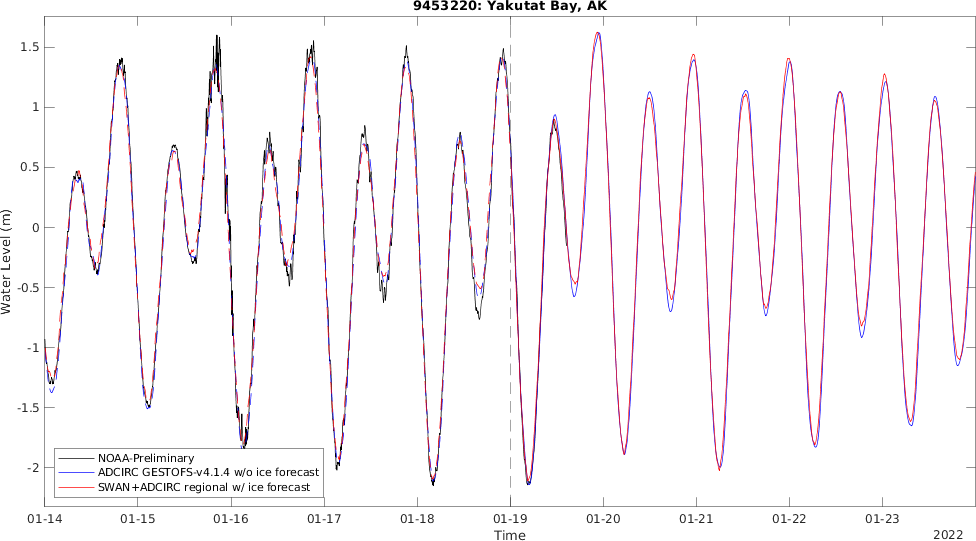 9453220: Yakutat Bay, AK
Water Level (m)
1.5
1
0.5
0
-0.5
-1
-1.5
-2
NOAA-Preliminary
ADCIRC GESTOFS-v4.1.4 w/o ice forecast
SWAN+ADCIRC regional w/ ice forecast
01-14 01-15 01-16 01-17 01-18 01-19 01-20 01-21 01-22 01-23
Time
2022